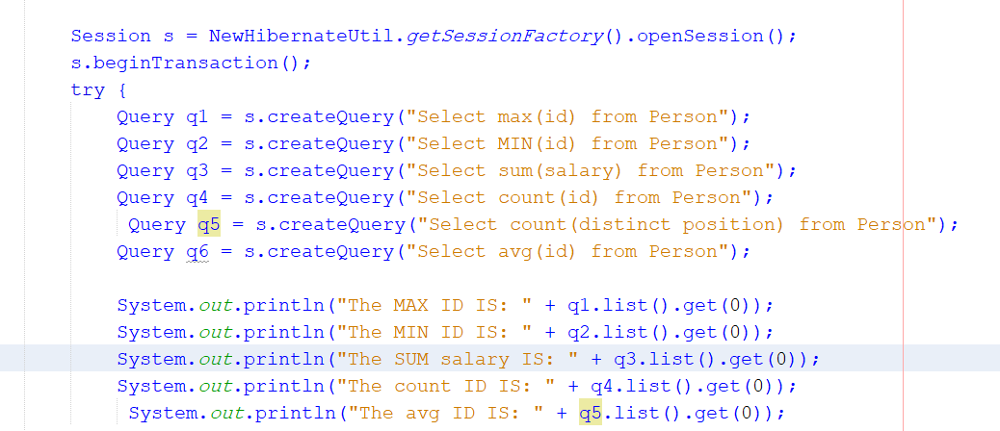 Session s = NewHibernateUtil.getSessionFactory().openSession();
s.beginTransaction();
try {
Query q1 = s.createQuery("Select max(id) from Person");
Query q2 = s.createQuery("Select MIN(id) from Person");
Query q3 = s.createQuery("Select sum(salary) from Person");
Query q4 = s.createQuery("Select count(id) from Person");
Query q5 = s.createQuery("Select count(distinct position) from Person");
Query q6 = s.createQuery("Select avg(id) from Person");
System.out.println("The MAX ID IS: " + q1.list().get(0));
System.out.println("The MIN ID IS: " + q2.list().get(0));
System.out.println("The SUM salary IS: " + q3.list().get(0));
System.out.println("The count ID IS: " + q4.list().get(0));
System.out.println("The avg ID IS: " + q5.list().get(0));